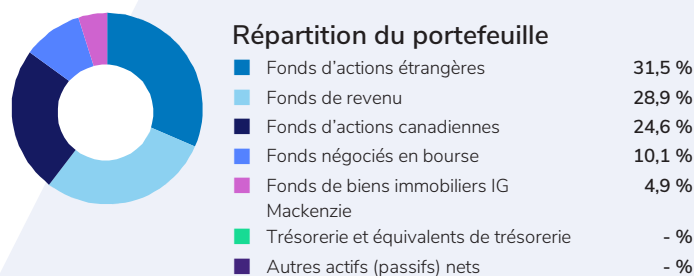 Répartition du portefeuille
Fonds d'actions étrangères 31,5 %
Fonds de revenu 28,9 %
Fonds d'actions canadiennes 24,6 %
Fonds négociés en bourse 10,1 %
Fonds de biens immobiliers IG 4,9 %
Mackenzie
Trésorerie et équivalents de trésorerie - %
Autres actifs (passifs) nets - %